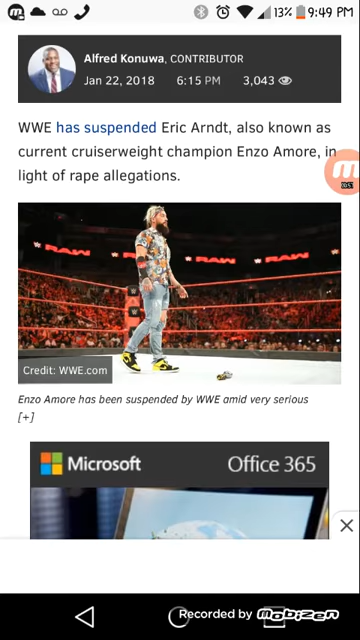 13% 9:49 PM
Alfred Konuwa, CONTRIBUTOR
Jan 22, 2018 6:15 PM 3,043
WWE has suspended Eric Arndt, also known as
current cruiserweight champion Enzo Amore, in
light of rape allegations.
RAW RAW RAW
Credit: WWE.com
Enzo Amore has been suspended by WWE amid very serious
[+]
Microsoft Office 365
Recorded by Mobizen